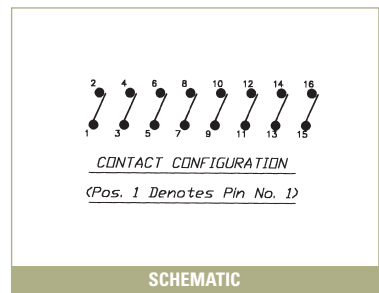 2 4 6 8 10 12 14 16
1 3 5 7 9 11 13 15
CONTACT CONFIGURATION
(Pos. 1 Denotes Pin No. 1)
SCHEMATIC